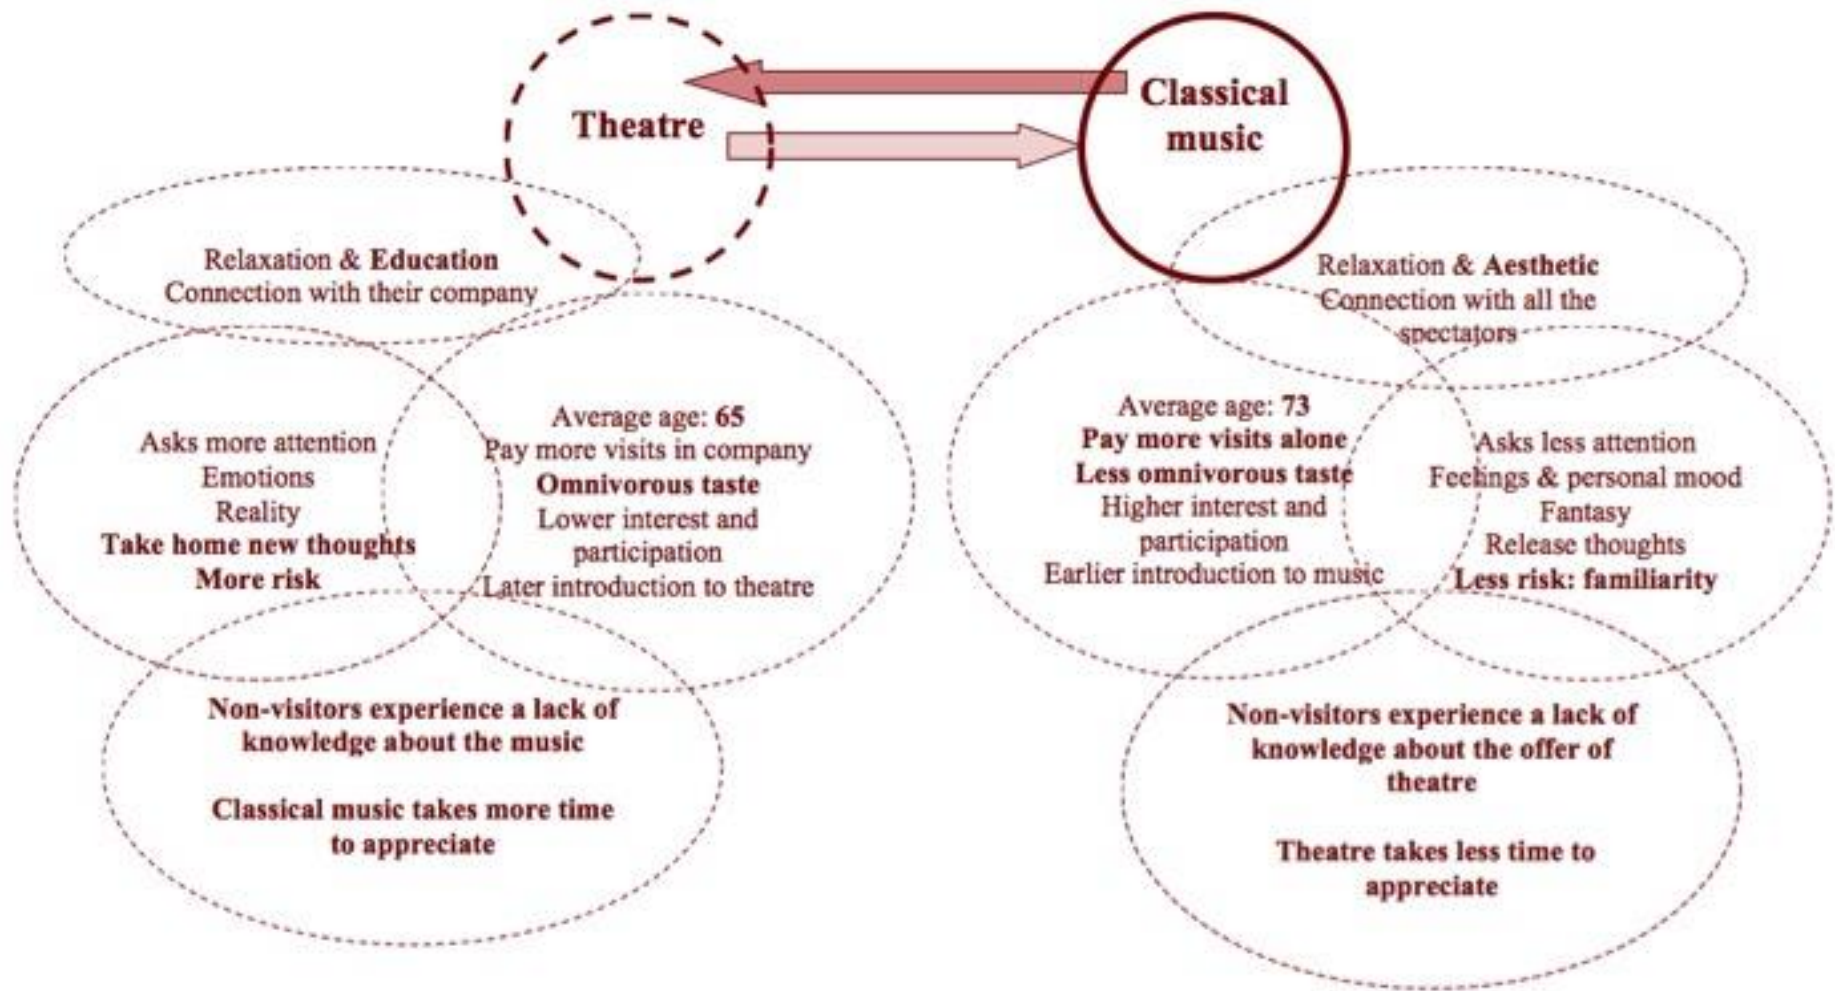 Theatre
Classical
music
Relaxation & Education
Connection with their company
Asks more attention
Emotions
Reality
Take home new thoughts
More risk
Average age: 65
Pay more visits in company
Omnivorous taste
Lower interest and
participation
Later introduction to theatre
Non-visitors experience a lack of
knowledge about the music
Classical music takes more time
to appreciate
Relaxation & Aesthetic
Connection with all the
spectators
Average age: 73
Pay more visits alone
Less omnivorous taste
Higher interest and
participation
Earlier introduction to music
Asks less attention
Feelings & personal mood
Fantasy
Release thoughts
Less risk: familiarity
Non-visitors experience a lack of
knowledge about the offer of
theatre
Theatre takes less time to
appreciate